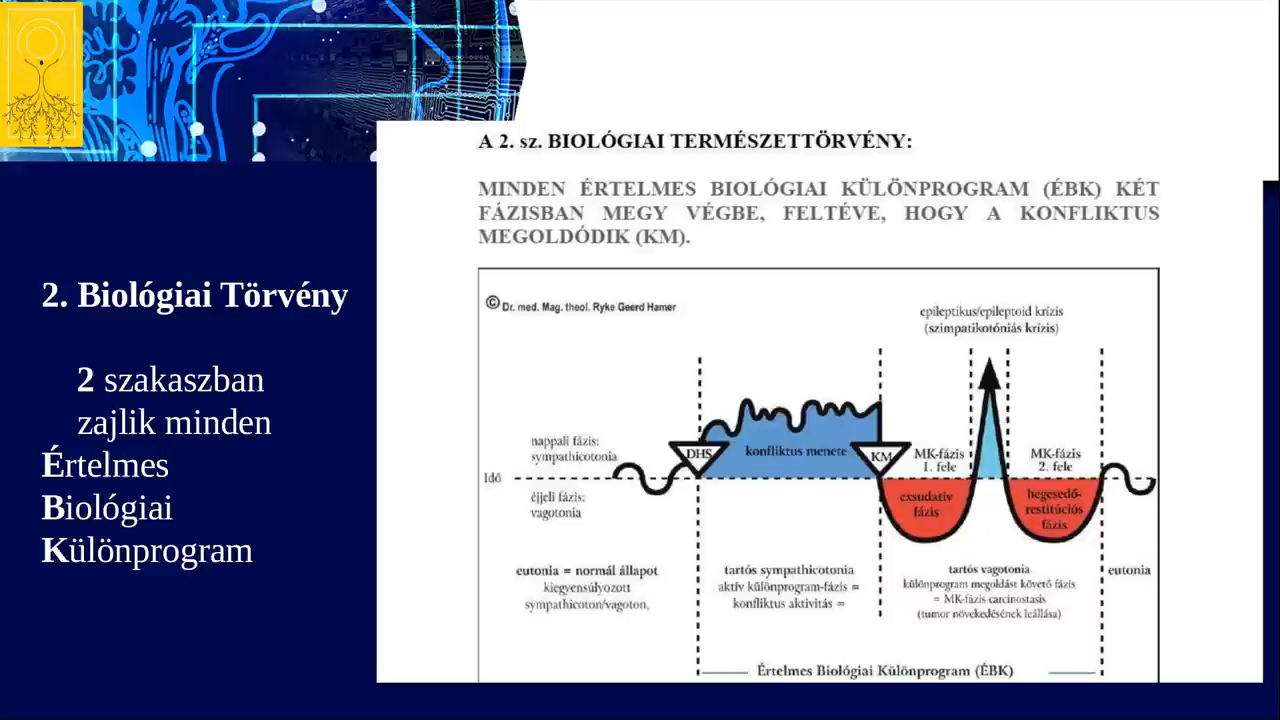 A 2. sz. BIOLÓGIAI TERMÉSZETTÖRVÉNY:
MINDEN ÉRTELMES BIOLÓGIAI KÜLÖNPROGRAM (ÉBK) KÉT
FÁZISBAN MEGY VÉGBE, FELTÉVE, HOGY A KONFLIKTUS
MEGOLDÓDIK (KM).
2. Biológiai Törvény
2 szakaszban
zajlik minden
Értelmes
Biológiai
Különprogram
© Dr. med. Mag. theol. Ryke Geerd Hamer
epileptikus/epileptoid krízis
(szimpatikotóniás krízis)
nappali fázis:
sympathicotonia
DHS
konfliktus menete
KM
MK-fázis
1. fele
MK-fázis
2. fele
Idő
éjjeli fázis:
vagotonia
exsudatív
fázis
hegesedő-
restitúciós
fázis
eutonia = normál állapot
kiegyensúlyozott
sympathicoton/vagoton,
tartós sympathicotonia
aktív különprogram-fázis =
konfliktus aktivitás =
tartós vagotonia
különprogram megoldást követő fázis
= MK-fázis carcinostasis
(tumor növekedésének leállása)
eutonia
Értelmes Biológiai Különprogram (ÉBK)